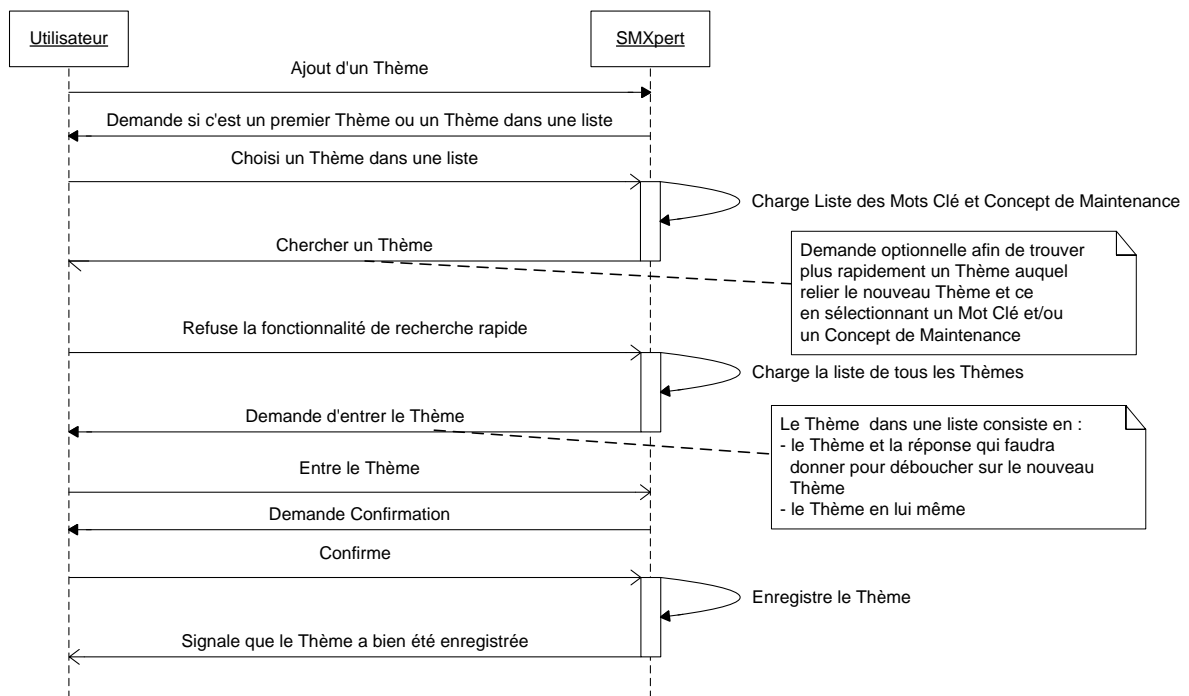 Utilisateur
SMXpert
Ajout d'un Thème
Demande si c'est un premier Thème ou un Thème dans une liste
Choisi un Thème dans une liste
Charge Liste des Mots Clé et Concept de Maintenance
Chercher un Thème
Demande optionnelle afin de trouver
plus rapidement un Thème auquel
relier le nouveau Thème et ce
en sélectionnant un Mot Clé et/ou
un Concept de Maintenance
Refuse la fonctionnalité de recherche rapide
Charge la liste de tous les Thèmes
Demande d'entrer le Thème
Le Thème dans une liste consiste en :
- le Thème et la réponse qui faudra
donner pour déboucher sur le nouveau
Thème
- le Thème en lui même
Entre le Thème
Demande Confirmation
Confirme
Enregistre le Thème
Signale que le Thème a bien été enregistrée